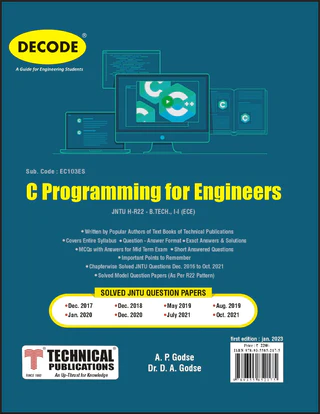 DECODE®
A Guide for Engineering Students
Sub. Code : EC103ES
C Programming for Engineers
JNTU H-R22 - B.TECH., I-I (ECE)
• Written by Popular Authors of Text Books of Technical Publications
• Covers Entire Syllabus • Question - Answer Format • Exact Answers & Solutions
• MCQs with Answers for Mid Term Exam • Short Answered Questions
• Important Points to Remember
• Chapterwise Solved JNTU Questions Dec. 2016 to Oct. 2021
• Solved Model Question Papers (As Per R22 Pattern)
SOLVED JNTU QUESTION PAPERS
• Dec. 2017 • Dec. 2018 • May 2019 • Aug. 2019
• Jan. 2020 • Dec. 2020 • July 2021 • Oct. 2021
first edition : jan. 2023
TECHNICAL
PUBLICATIONS
SINCE 1993
An Up-Thrust for Knowledge
A. P. Godse
Dr. D. A. Godse